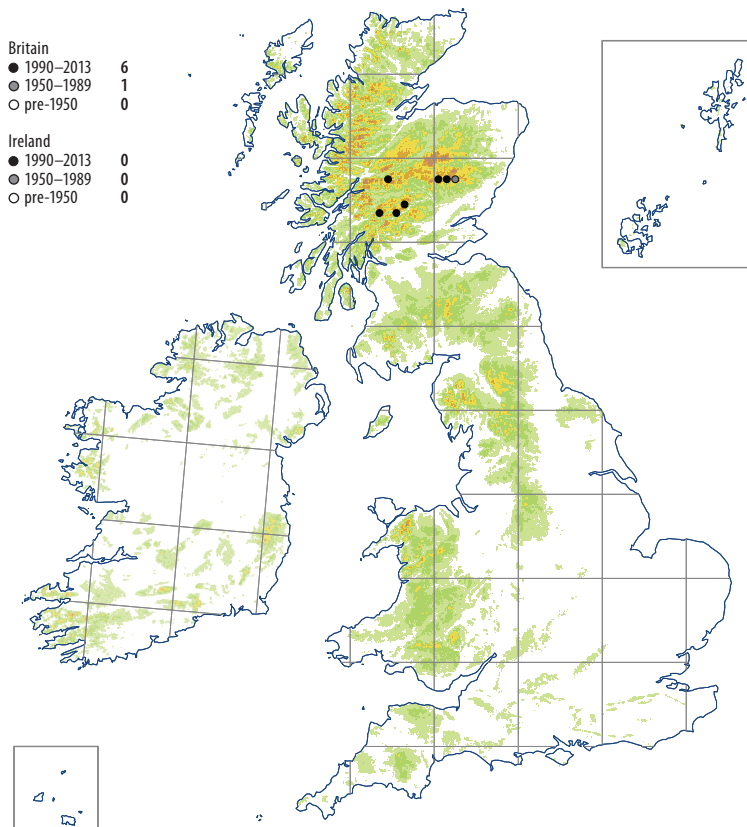 Britain
● 1990–2013 6
● 1950–1989 1
○ pre-1950 0
Ireland
● 1990–2013 0
● 1950–1989 0
○ pre-1950 0